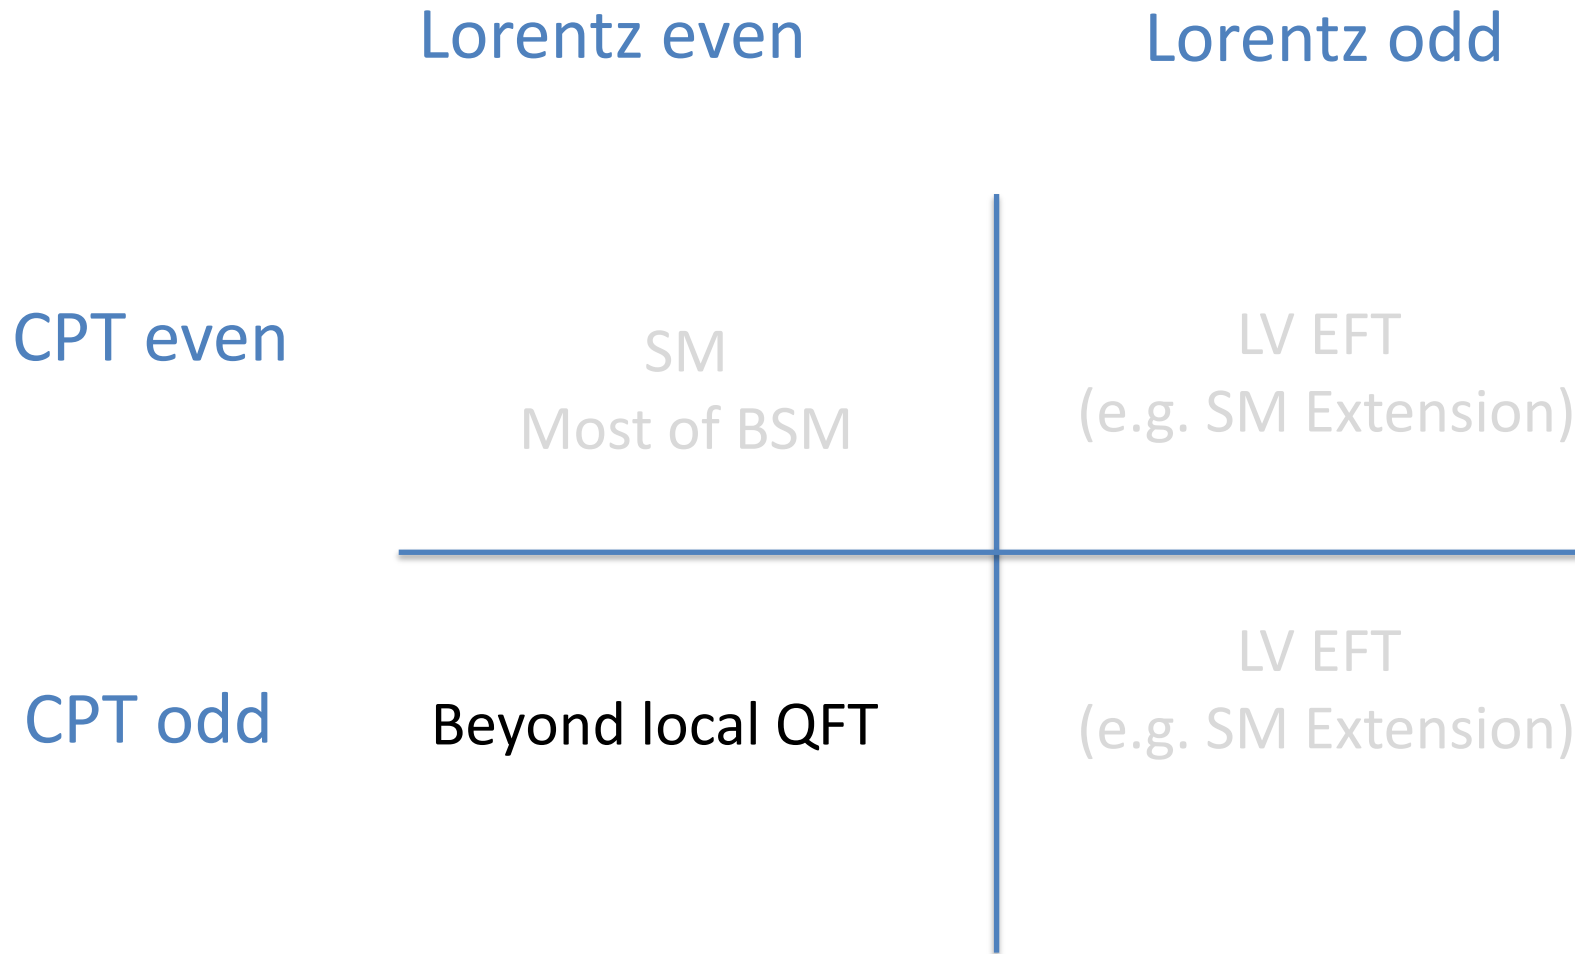 Lorentz even
Lorentz odd
CPT even
SM
Most of BSM
LV EFT
(e.g. SM Extension)
CPT odd
Beyond local QFT
LV EFT
(e.g. SM Extension)